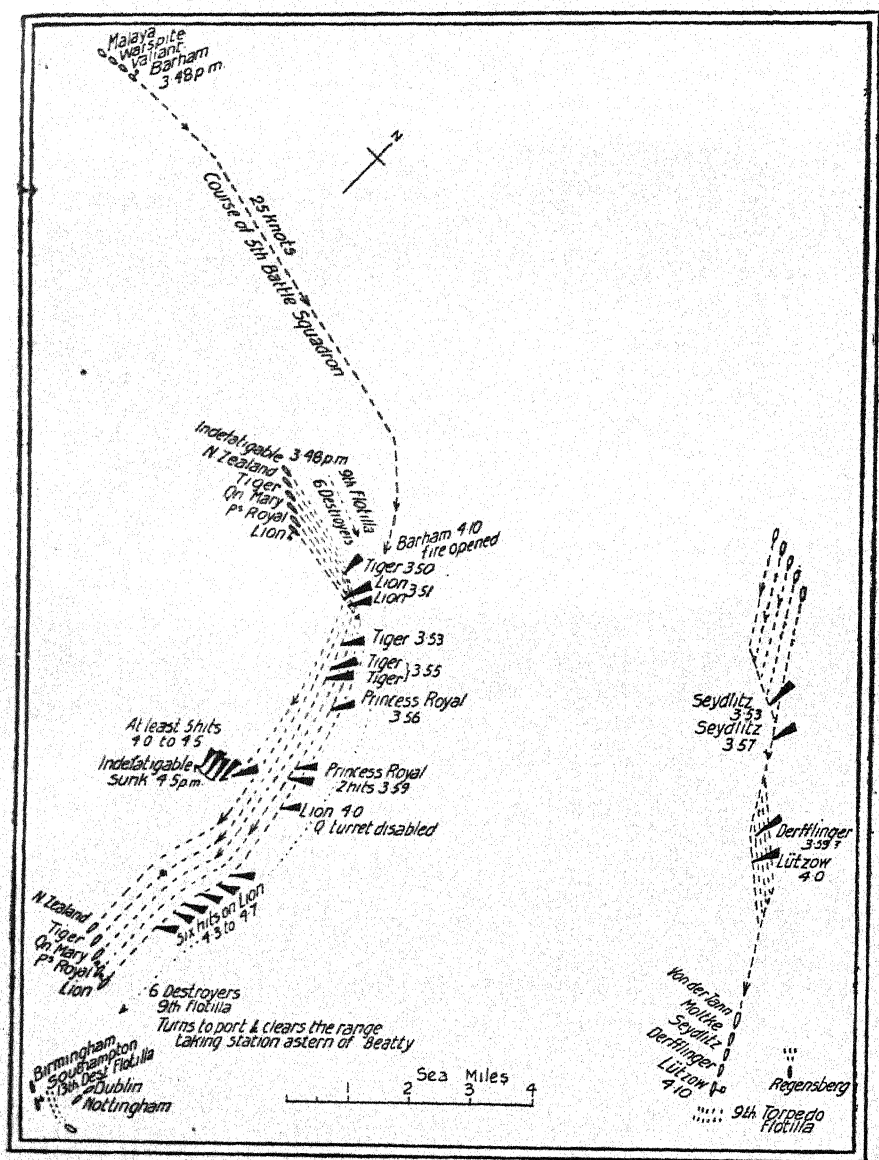 Malaya
Warspite
Valiant.
Barham
3·48 p.m.
N
25 Knots
Course of 5th Battle Squadron
Indefatigable
N. Zealand
Tiger
Qn Mary
Ps Royal
Lion
3·48 p.m
9th Flotilla
6 Destroyers
Barham 4·10
fire opened
Tiger 3·50
Lion
Lion 3·51
Tiger 3·53
Tiger
Tiger } 3·55
Princess Royal
3·56
Seydlitz
3·53
Seydlitz
3·57
At least 5 hits
4·0 to 4·5
Indefatigable
sunk 4·5 p.m.
Princess Royal
2 hits 3·59
Lion 4·0
Q turret disabled
Derfflinger
3·59 ?
Lützow
4·0
Six hits on Lion
4·3 to 4·7
N. Zealand
Tiger
Qn Mary
Ps Royal
Lion
6 Destroyers
9th Flotilla
Turns to port & clears the range
taking station astern of Beatty
Von der Tann
Moltke
Seydlitz
Derfflinger
Lützow
4·10
Regensberg
9th Torpedo
Flotilla
Birmingham
Southampton
13th Dest Flotilla
Dublin
Nottingham
Sea Miles
0 1 2 3 4